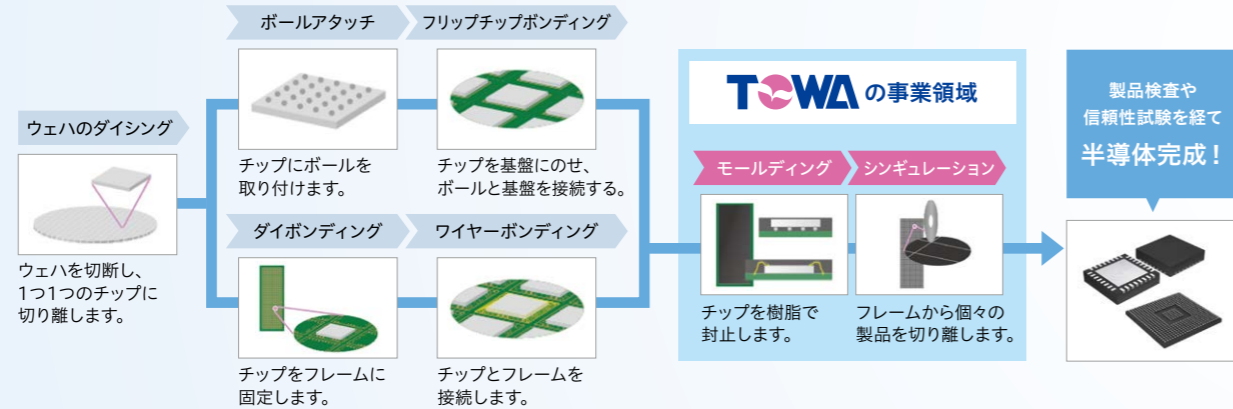 ウェハのダイシング
ウェハを切断し、
1つ1つのチップに
切り離します。
ボールアタッチ
チップにボールを
取り付けます。
フリップチップボンディング
チップを基盤にのせ、
ボールと基盤を接続する。
ダイボンディング
チップをフレームに
固定します。
ワイヤーボンディング
チップとフレームを
接続します。
TOWA の事業領域
モールディング
チップを樹脂で
封止します。
シンギュレーション
フレームから個々の
製品を切り離します。
製品検査や
信頼性試験を経て
半導体完成！